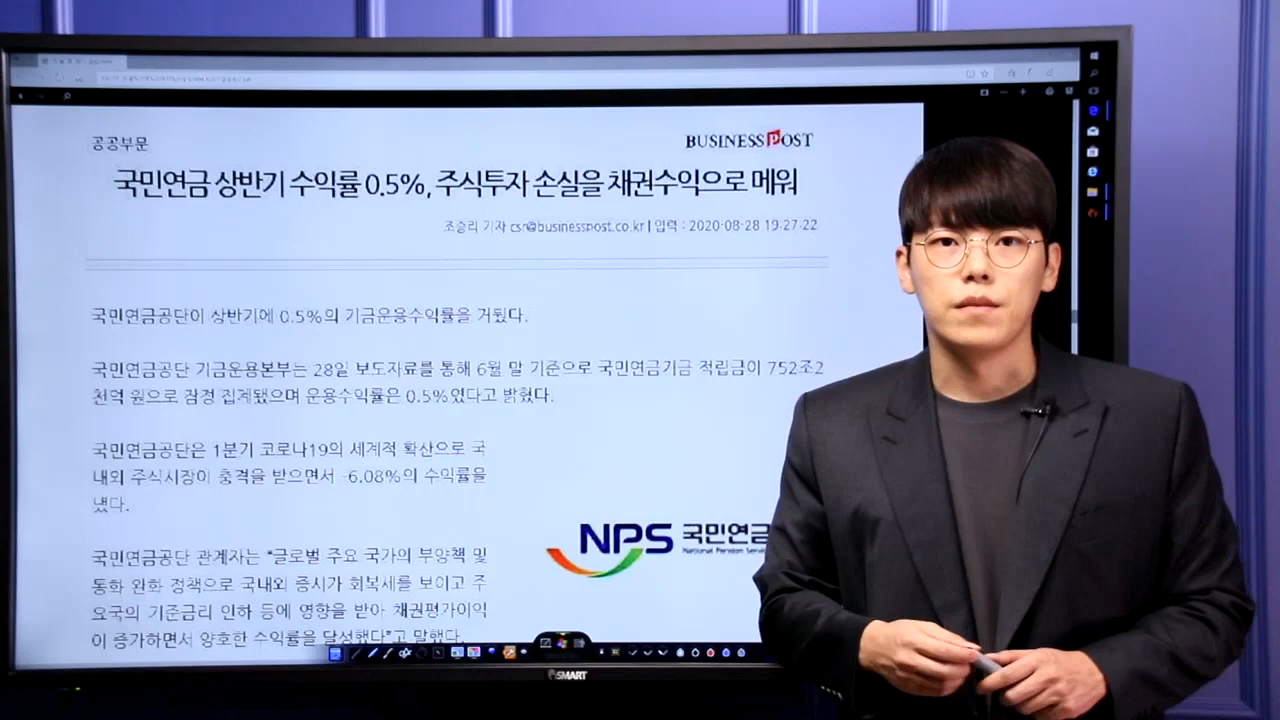 공공부문
BUSINESSPOST
국민연금 상반기 수익률 0.5%, 주식투자 손실을 채권수익으로 메워
조승리 기자 csr@businesspost.co.kr | 입력 : 2020-08-28 19:27:22
국민연금공단이 상반기에 0.5%의 기금운용수익률을 거뒀다.
국민연금공단 기금운용본부는 28일 보도자료를 통해 6월 말 기준으로 국민연금기금 적립금이 752조2
천억 원으로 잠정 집계됐으며 운용수익률은 0.5%였다고 밝혔다.
국민연금공단은 1분기 코로나19의 세계적 확산으로 국
내외 주식시장이 충격을 받으면서 -6.08%의 수익률을
냈다.
NPS 국민연금
National Pension Servi
국민연금공단 관계자는 “글로벌 주요 국가의 부양책 및
통화 완화 정책으로 국내외 증시가 회복세를 보이고 주
요국의 기준금리 인하 등에 영향을 받아 채권평가이익
이 증가하면서 양호한 수익률을 달성했다”고 말했다.
SMART